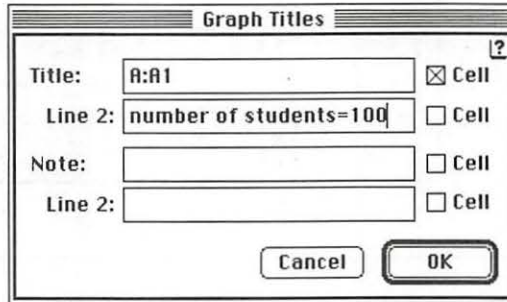 Graph Titles
?
Title: A:A1 Cell
Line 2: number of students=100 Cell
Note: Cell
Line 2: Cell
Cancel OK